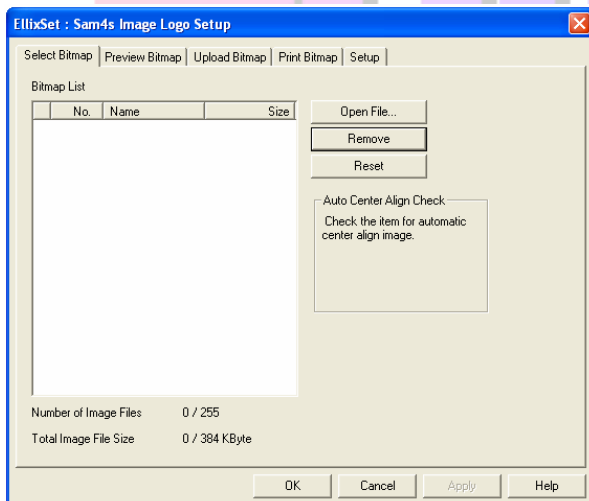 EllixSet : Sam4s Image Logo Setup
Select Bitmap Preview Bitmap Upload Bitmap Print Bitmap Setup
Bitmap List
No. Name Size
Open File...
Remove
Reset
Auto Center Align Check
Check the item for automatic
center align image.
Number of Image Files 0 / 255
Total Image File Size 0 / 384 KByte
OK Cancel Apply Help